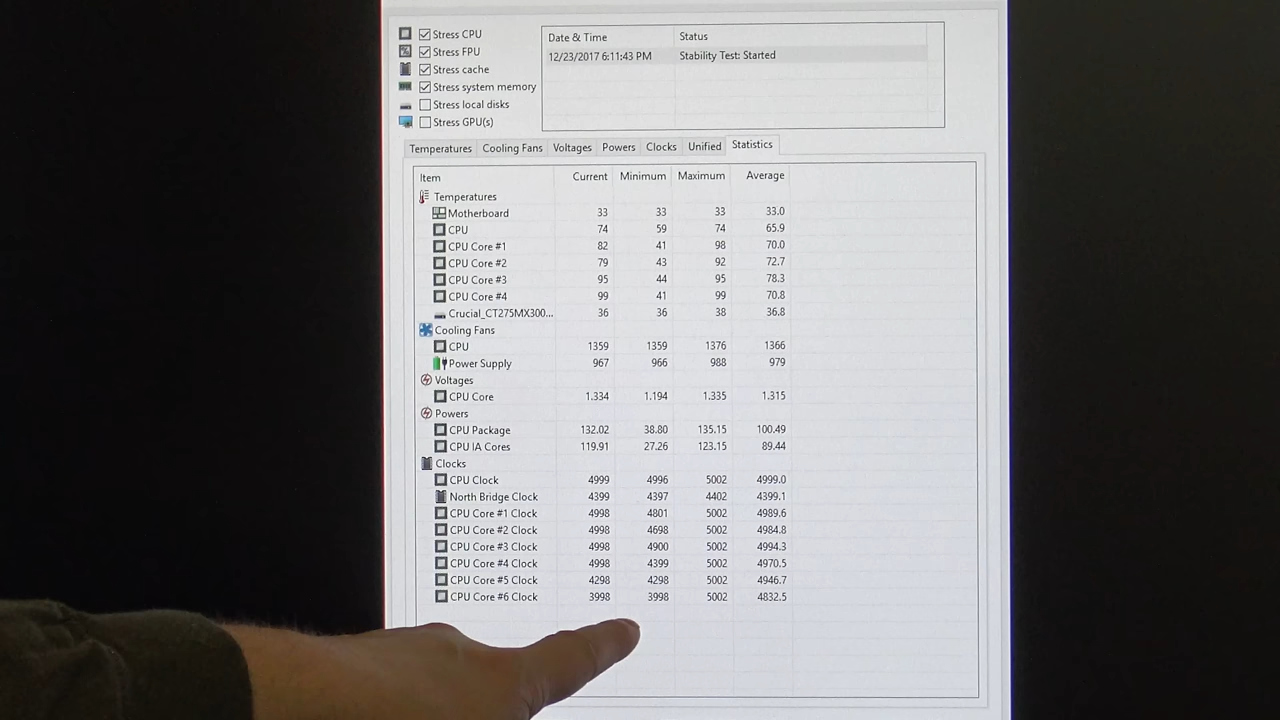 Stress CPU
Stress FPU
Stress cache
Stress system memory
Stress local disks
Stress GPU(s)
Date & Time Status
12/23/2017 6:11:43 PM Stability Test: Started
Temperatures Cooling Fans Voltages Powers Clocks Unified Statistics
Item Current Minimum Maximum Average
Temperatures
Motherboard 33 33 33 33.0
CPU 74 59 74 65.9
CPU Core #1 82 41 98 70.0
CPU Core #2 79 43 92 72.7
CPU Core #3 95 44 95 78.3
CPU Core #4 99 41 99 70.8
Crucial_CT275MX300... 36 36 38 36.8
Cooling Fans
CPU 1359 1359 1376 1366
Power Supply 967 966 988 979
Voltages
CPU Core 1.334 1.194 1.335 1.315
Powers
CPU Package 132.02 38.80 135.15 100.49
CPU IA Cores 119.91 27.26 123.15 89.44
Clocks
CPU Clock 4999 4996 5002 4999.0
North Bridge Clock 4399 4397 4402 4399.1
CPU Core #1 Clock 4998 4801 5002 4989.6
CPU Core #2 Clock 4998 4698 5002 4984.8
CPU Core #3 Clock 4998 4900 5002 4994.3
CPU Core #4 Clock 4998 4399 5002 4970.5
CPU Core #5 Clock 4298 4298 5002 4946.7
CPU Core #6 Clock 3998 3998 5002 4832.5